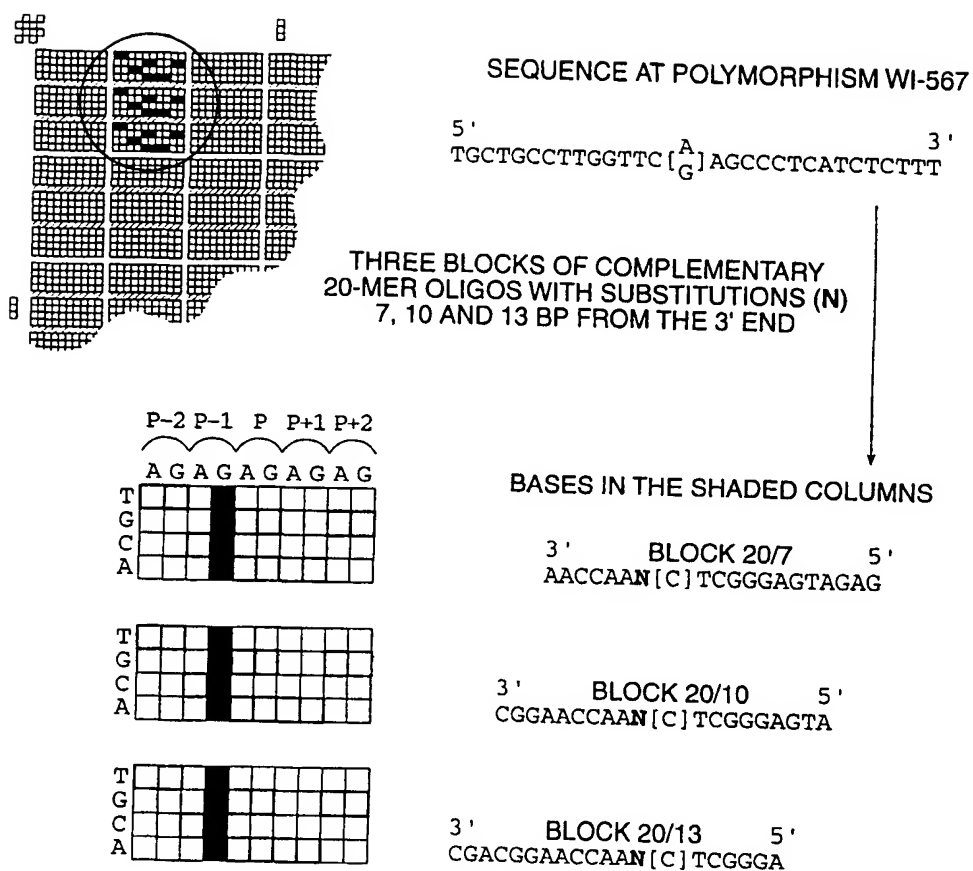 SEQUENCE AT POLYMORPHISM WI-567
5' 3'
A
TGCTGCCTTGGTTC[ ]AGCCCTCATCTCTTT
G
THREE BLOCKS OF COMPLEMENTARY
20-MER OLIGOS WITH SUBSTITUTIONS (N)
7, 10 AND 13 BP FROM THE 3' END
P-2 P-1 P P+1 P+2
A G A G A G A G A G
T
G
C
A
BASES IN THE SHADED COLUMNS
3' BLOCK 20/7 5'
AACCAAN[C]TCGGGAGTAGAG
T
G
C
A
3' BLOCK 20/10 5'
CGGAACCAAN[C]TCGGGAGTA
T
G
C
A
3' BLOCK 20/13 5'
CGACGGAACCAAN[C]TCGGGA